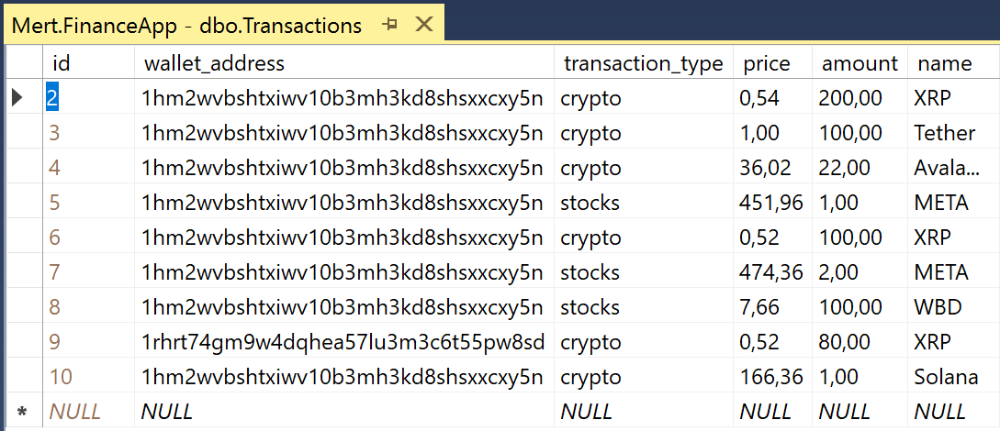 Mert.FinanceApp - dbo.Transactions
id wallet_address transaction_type price amount name
2 1hm2wvbshtxiwv10b3mh3kd8shsxxcxy5n crypto 0,54 200,00 XRP
3 1hm2wvbshtxiwv10b3mh3kd8shsxxcxy5n crypto 1,00 100,00 Tether
4 1hm2wvbshtxiwv10b3mh3kd8shsxxcxy5n crypto 36,02 22,00 Avala...
5 1hm2wvbshtxiwv10b3mh3kd8shsxxcxy5n stocks 451,96 1,00 META
6 1hm2wvbshtxiwv10b3mh3kd8shsxxcxy5n crypto 0,52 100,00 XRP
7 1hm2wvbshtxiwv10b3mh3kd8shsxxcxy5n stocks 474,36 2,00 META
8 1hm2wvbshtxiwv10b3mh3kd8shsxxcxy5n stocks 7,66 100,00 WBD
9 1rhrt74gm9w4dqhea57lu3m3c6t55pw8sd crypto 0,52 80,00 XRP
10 1hm2wvbshtxiwv10b3mh3kd8shsxxcxy5n crypto 166,36 1,00 Solana
* NULL NULL NULL NULL NULL NULL